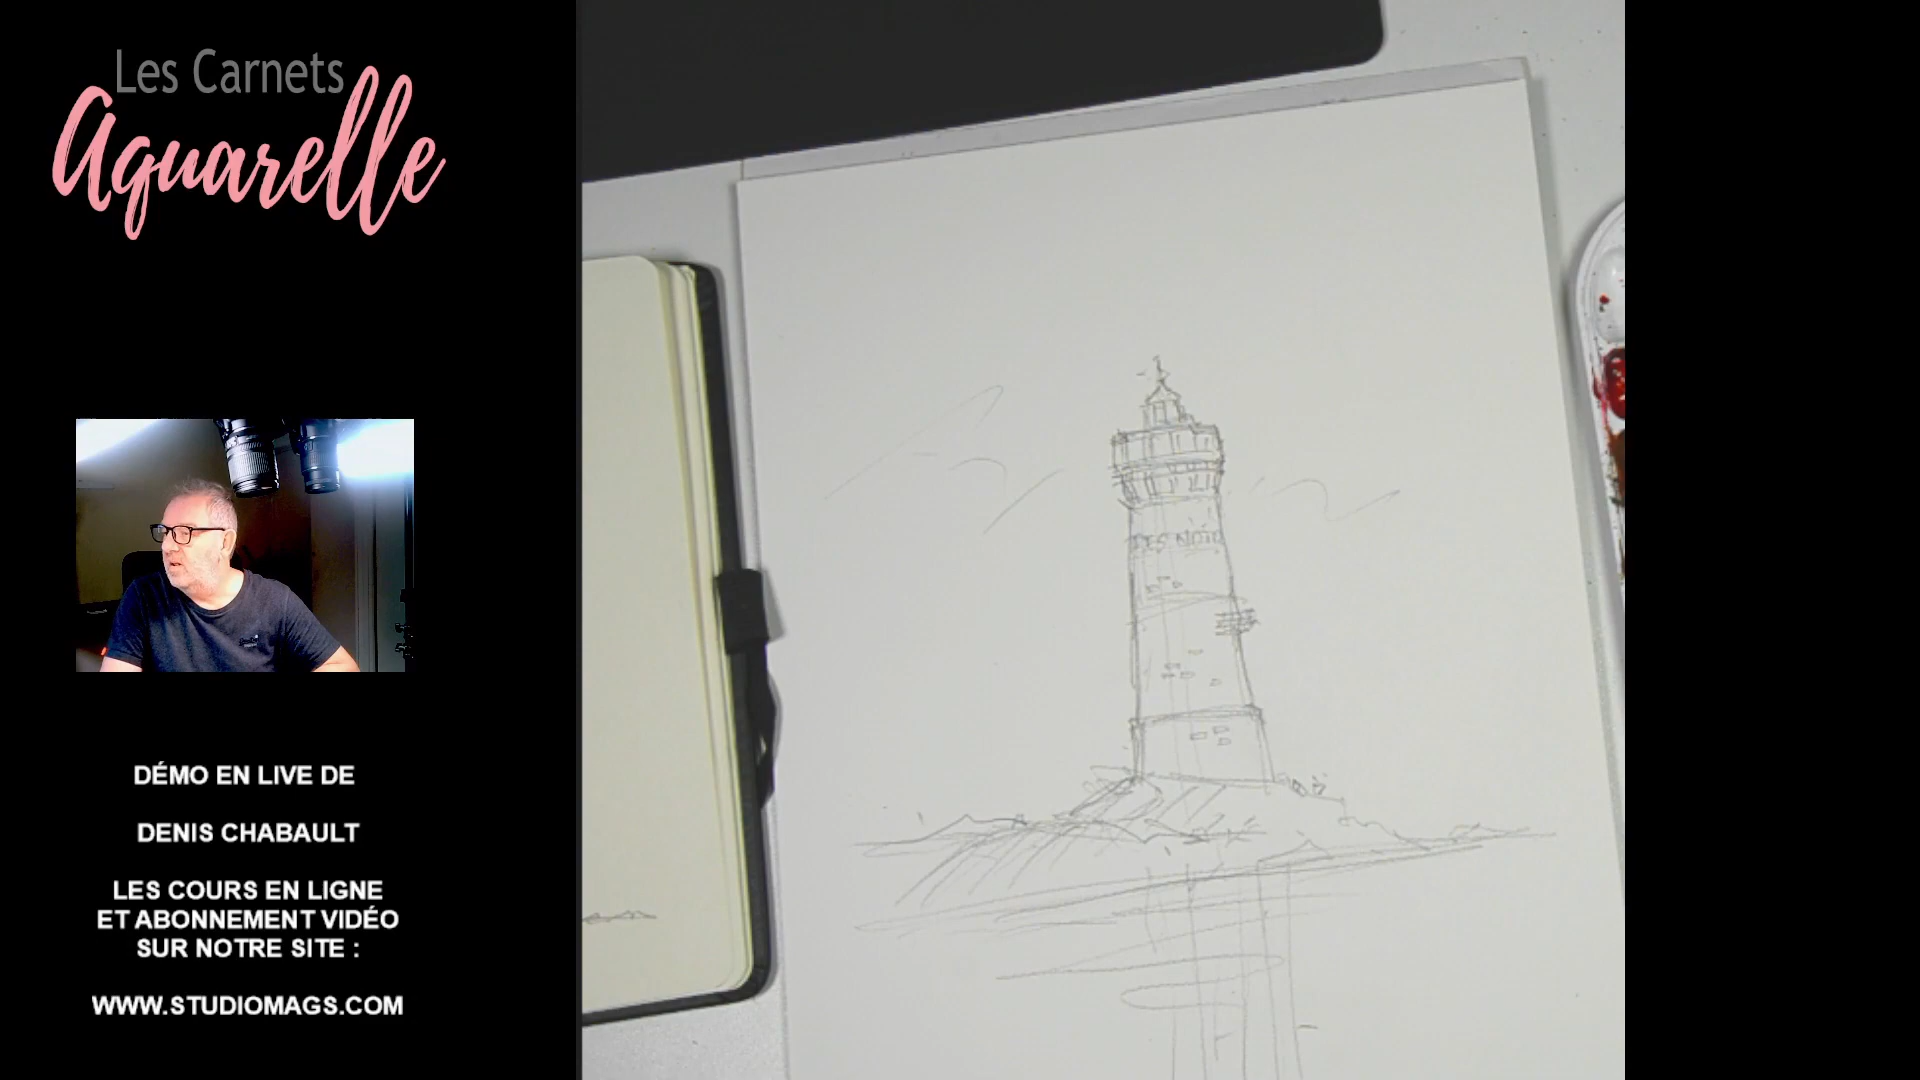 Les Carnets
Aquarelle
DÉMO EN LIVE DE
DENIS CHABAULT
LES COURS EN LIGNE
ET ABONNEMENT VIDÉO
SUR NOTRE SITE :
WWW.STUDIOMAGS.COM